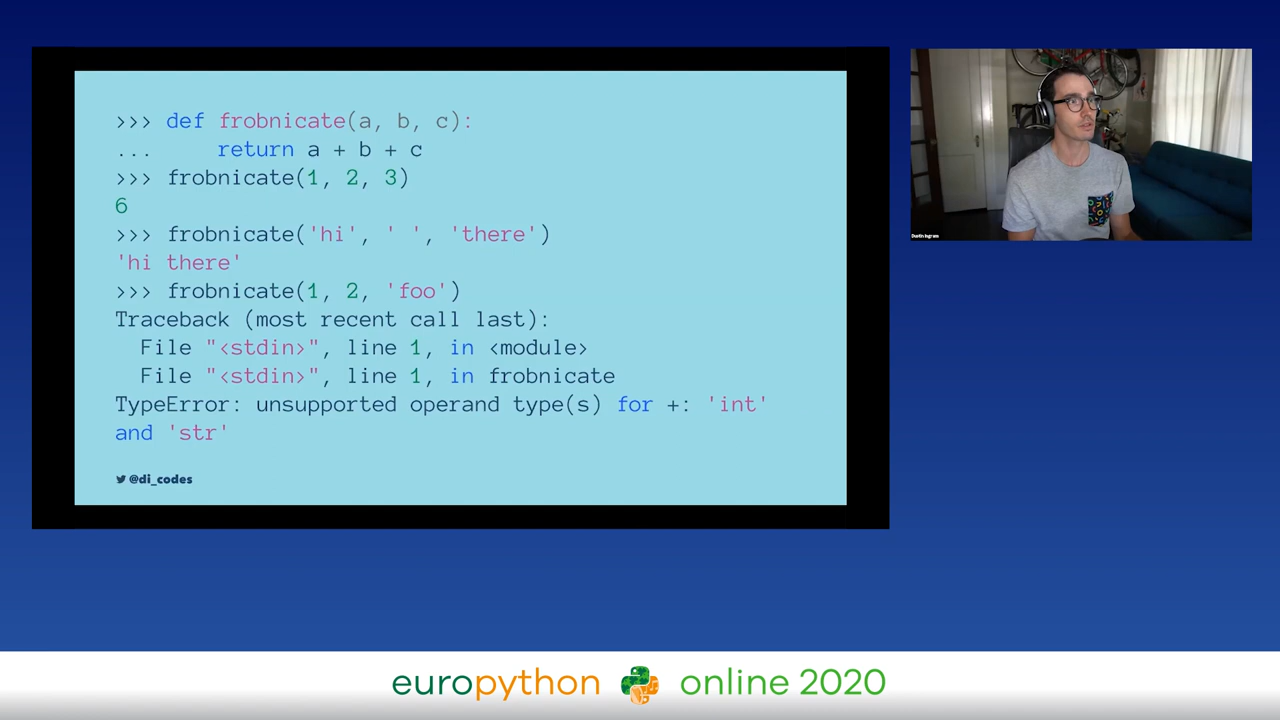 >>> def frobnicate(a, b, c):
...     return a + b + c
>>> frobnicate(1, 2, 3)
6
>>> frobnicate('hi', ' ', 'there')
'hi there'
>>> frobnicate(1, 2, 'foo')
Traceback (most recent call last):
  File "<stdin>", line 1, in <module>
  File "<stdin>", line 1, in frobnicate
TypeError: unsupported operand type(s) for +: 'int'
and 'str'
@di_codes
Dustin Ingram
europython online 2020